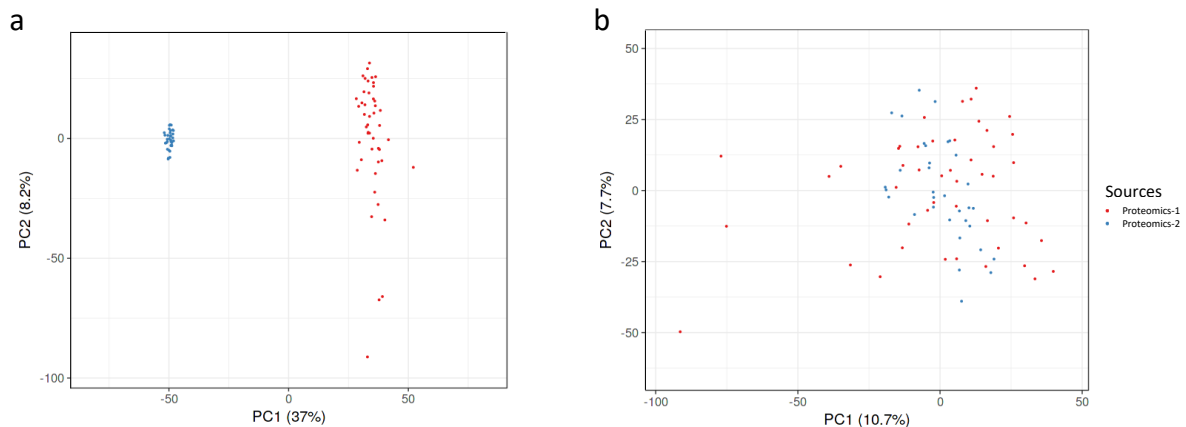 a
0
-50
-100
-50
0
50
PC2 (8.2%)
PC1 (37%)
b
50
25
0
-25
-50
-100
-50
0
50
PC2 (7.7%)
PC1 (10.7%)
Sources
Proteomics-1
Proteomics-2